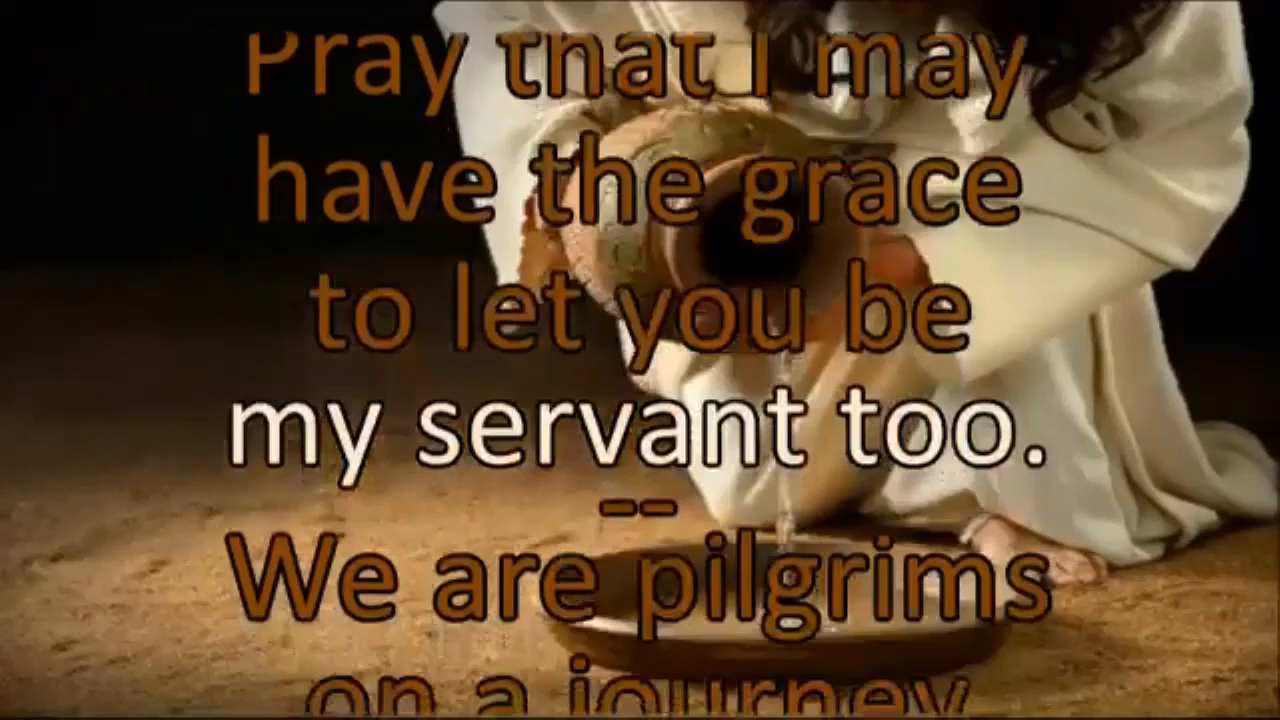 Pray that I may
have the grace
to let you be
my servant too.
--
We are pilgrims
on a journey